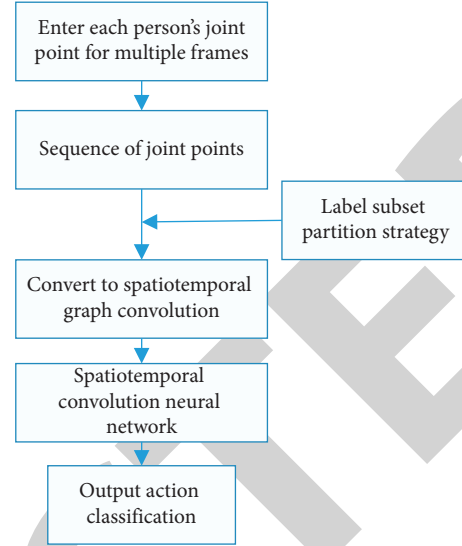 Enter each person's joint
point for multiple frames
Sequence of joint points
Label subset
partition strategy
Convert to spatiotemporal
graph convolution
Spatiotemporal
convolution neural
network
Output action
classification